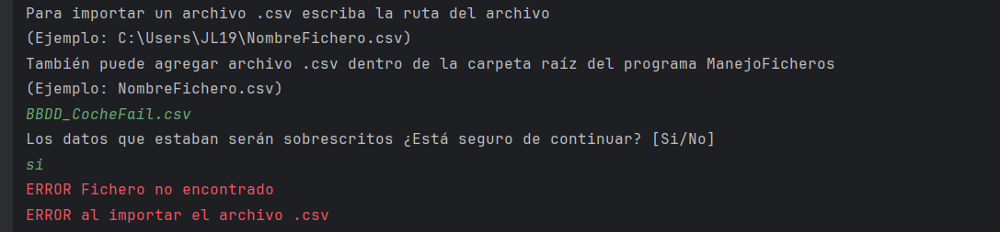 Para importar un archivo .csv escriba la ruta del archivo
(Ejemplo: C:\Users\JL19\NombreFichero.csv)
También puede agregar archivo .csv dentro de la carpeta raíz del programa ManejoFicheros
(Ejemplo: NombreFichero.csv)
BBDD_CocheFail.csv
Los datos que estaban serán sobrescritos ¿Está seguro de continuar? [Si/No]
si
ERROR Fichero no encontrado
ERROR al importar el archivo .csv